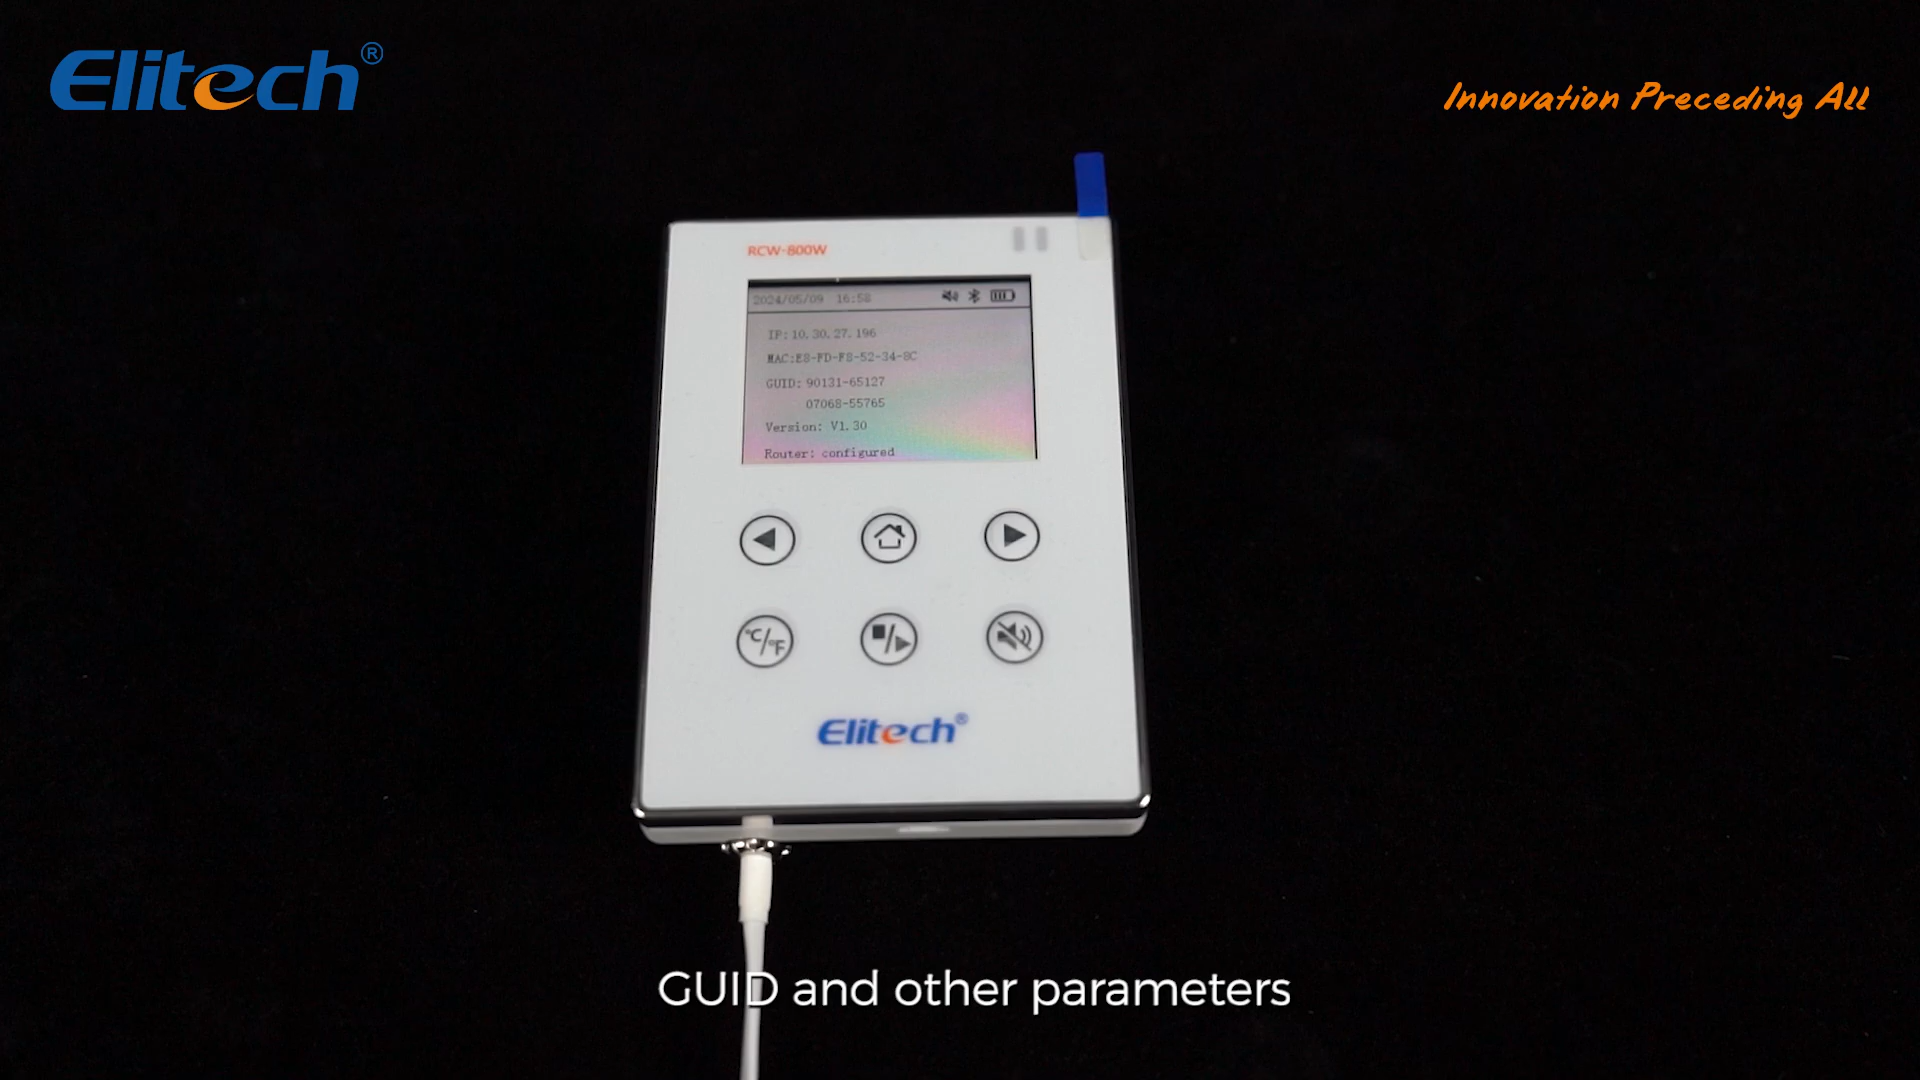 Elitech®
Innovation Preceding All
RCW-800W
2024/05/09 16:58
IP:10.30.27.196
MAC:E8-FD-F8-52-34-8C
GUID: 90131-65127
07068-55765
Version: V1.30
Router: configured
°C/°F
Elitech®
GUID and other parameters